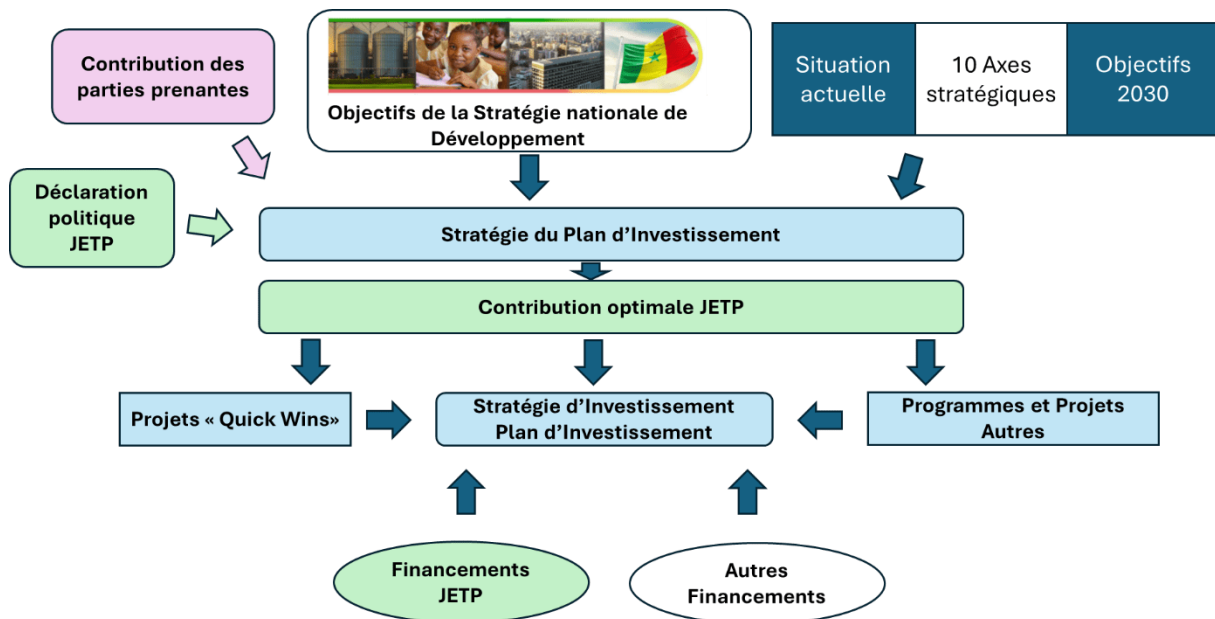 Contribution des
parties prenantes
Objectifs de la Stratégie nationale de
Développement
Situation
actuelle
10 Axes
stratégiques
Objectifs
2030
Déclaration
politique
JETP
Stratégie du Plan d’Investissement
Contribution optimale JETP
Projets « Quick Wins»
Stratégie d’Investissement
Plan d’Investissement
Programmes et Projets
Autres
Financements
JETP
Autres
Financements